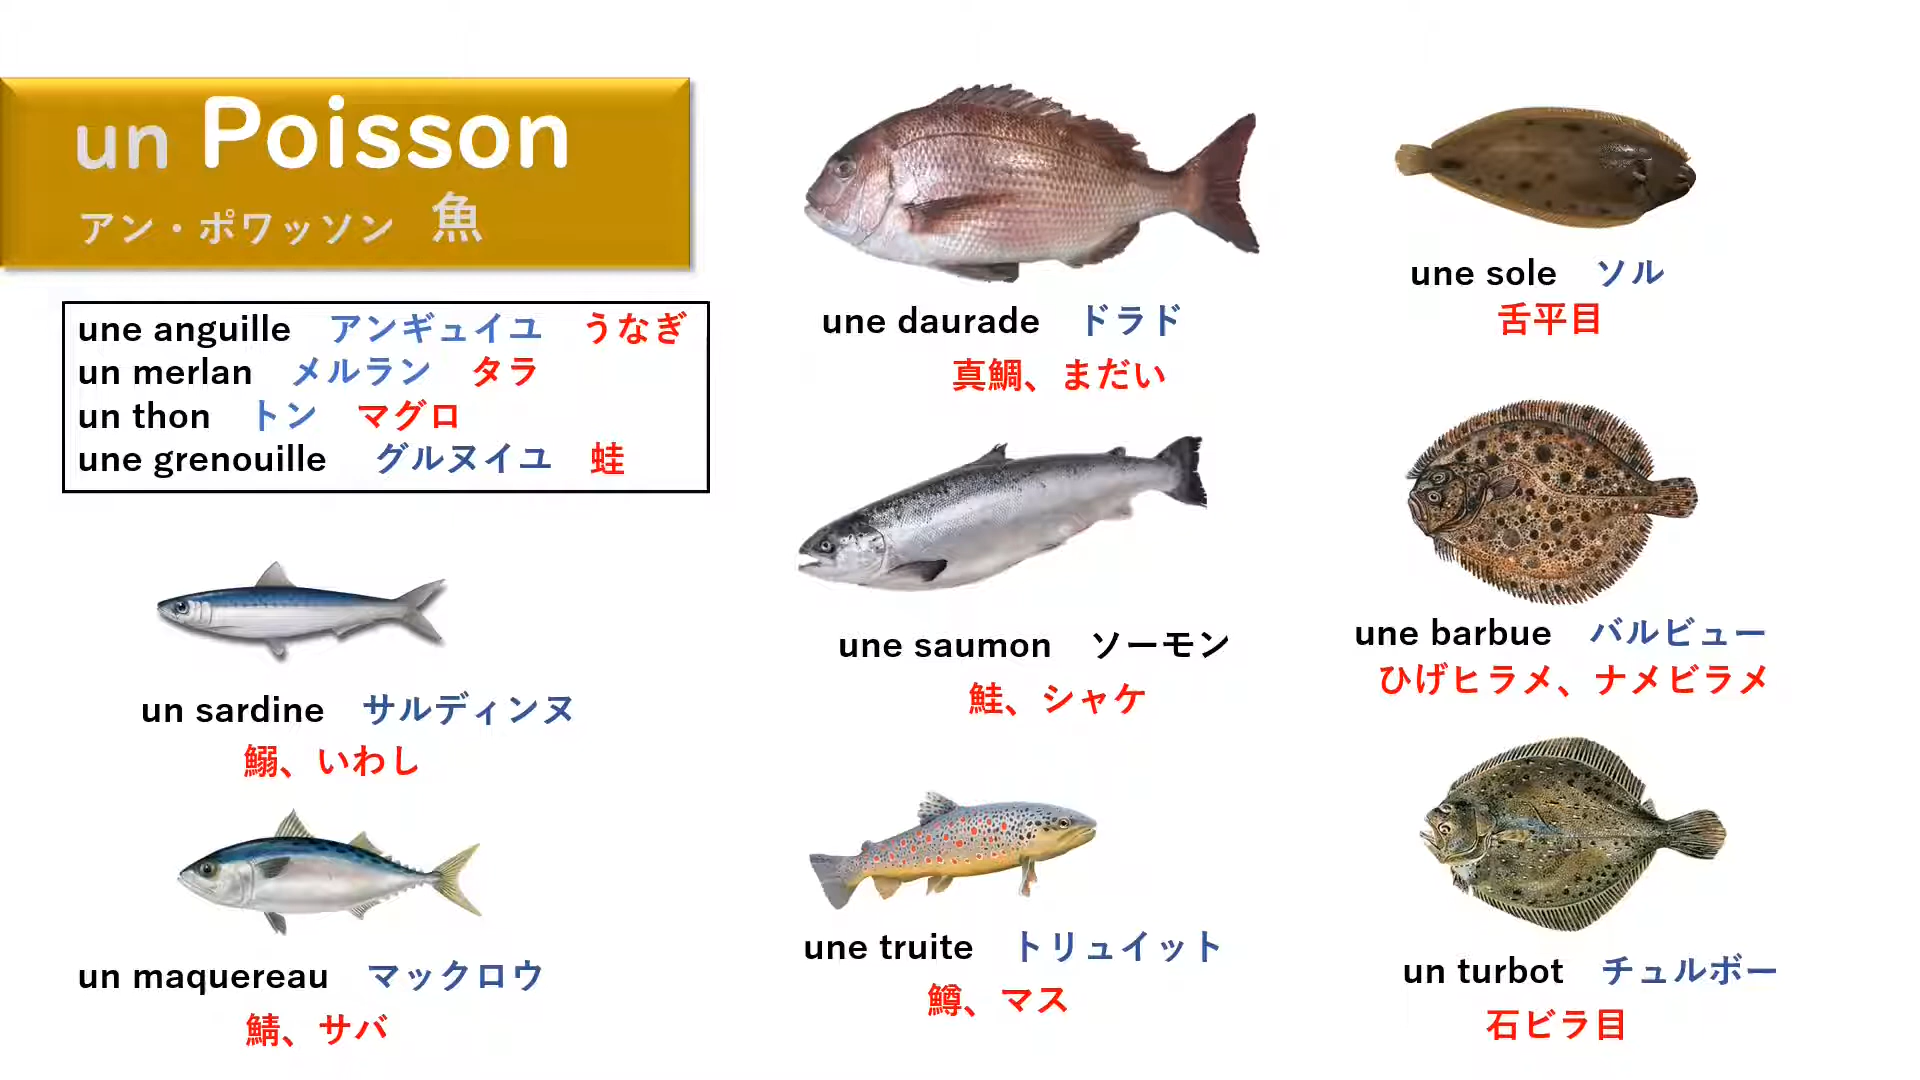 un Poisson
アン・ポワッソン 魚
une anguille アンギュイユ うなぎ
un merlan メルラン タラ
un thon トン マグロ
une grenouille グルヌイユ 蛙
un sardine サルディンヌ
鰯、いわし
un maquereau マックロウ
鯖、サバ
une daurade ドラド
真鯛、まだい
une saumon ソーモン
鮭、シャケ
une truite トリュイット
鱒、マス
une sole ソル
舌平目
une barbue バルビュー
ひげヒラメ、ナメビラメ
un turbot チュルボー
石ビラ目